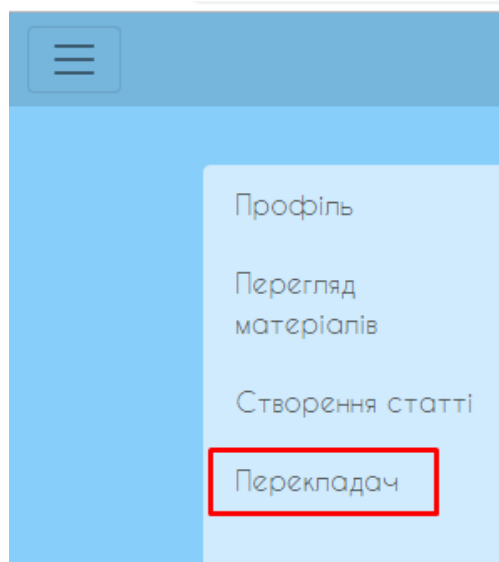 Профіль
Перегляд
матеріалів
Створення статті
Перекладач